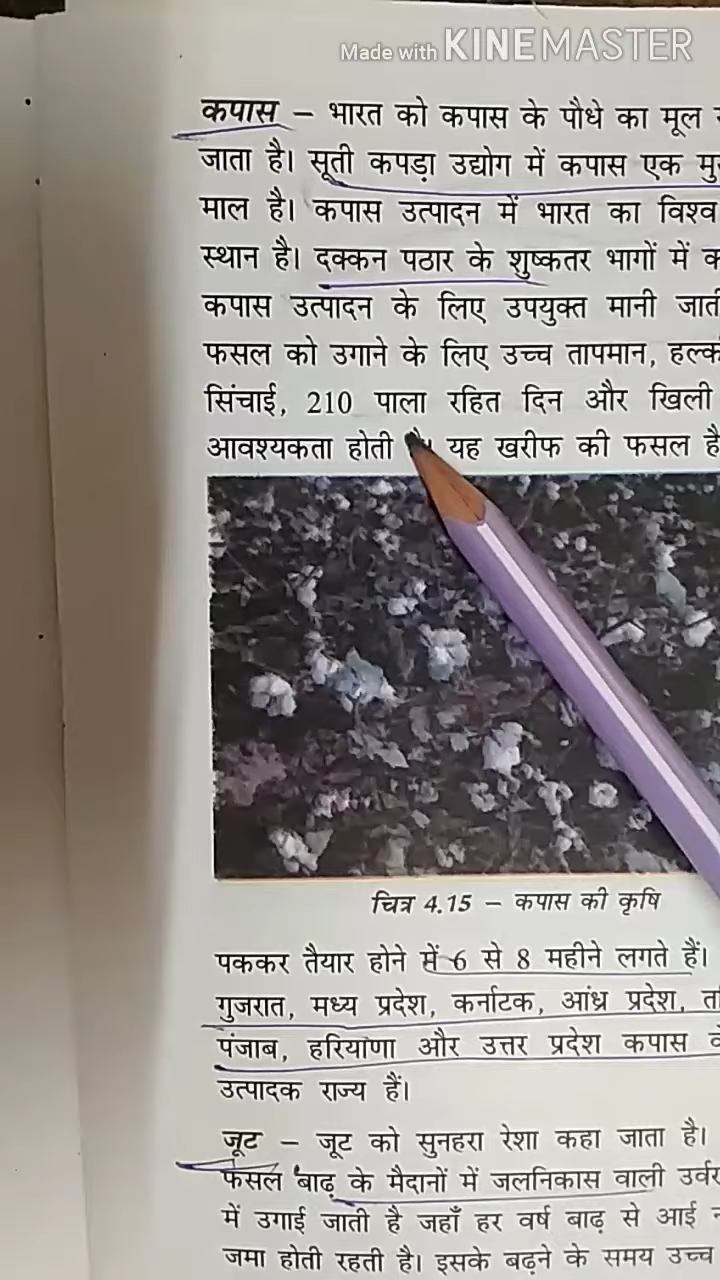 Made with KINEMASTER
कपास – भारत को कपास के पौधे का मूल
जाता है। सूती कपड़ा उद्योग में कपास एक
माल है। कपास उत्पादन में भारत का विश्व
स्थान है। दक्कन पठार के शुष्कतर भागों में
कपास उत्पादन के लिए उपयुक्त मानी
फसल को उगाने के लिए उच्च तापमान,
सिंचाई, 210 पाला रहित दिन और खिली
आवश्यकता होती यह खरीफ की फसल
चित्र 4.15 – कपास की कृषि
पककर तैयार होने में 6 से 8 महीने लगते हैं।
गुजरात, मध्य प्रदेश, कर्नाटक, आंध्र प्रदेश,
पंजाब, हरियाणा और उत्तर प्रदेश कपास
उत्पादक राज्य हैं।
जूट – जूट को सुनहरा रेशा कहा जाता है।
फसल बाढ़ के मैदानों में जलनिकास वाली
में उगाई जाती है जहाँ हर वर्ष बाढ़ से आई
जमा होती रहती है। इसके बढ़ने के समय उच्च